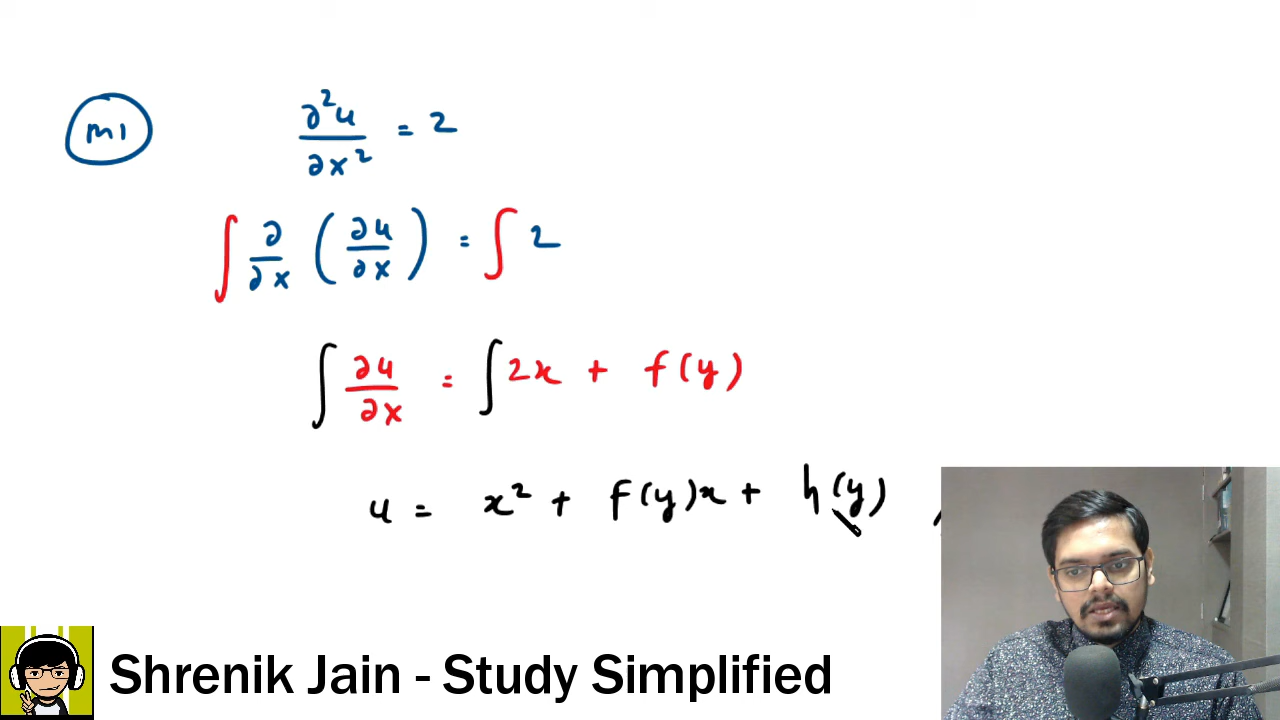 M1
∂²u/∂x² = 2
∫ ∂/∂x (∂u/∂x) = ∫ 2
∫ ∂u/∂x = ∫ 2x + f(y)
u = x² + f(y)x + h(y)
Shrenik Jain - Study Simplified